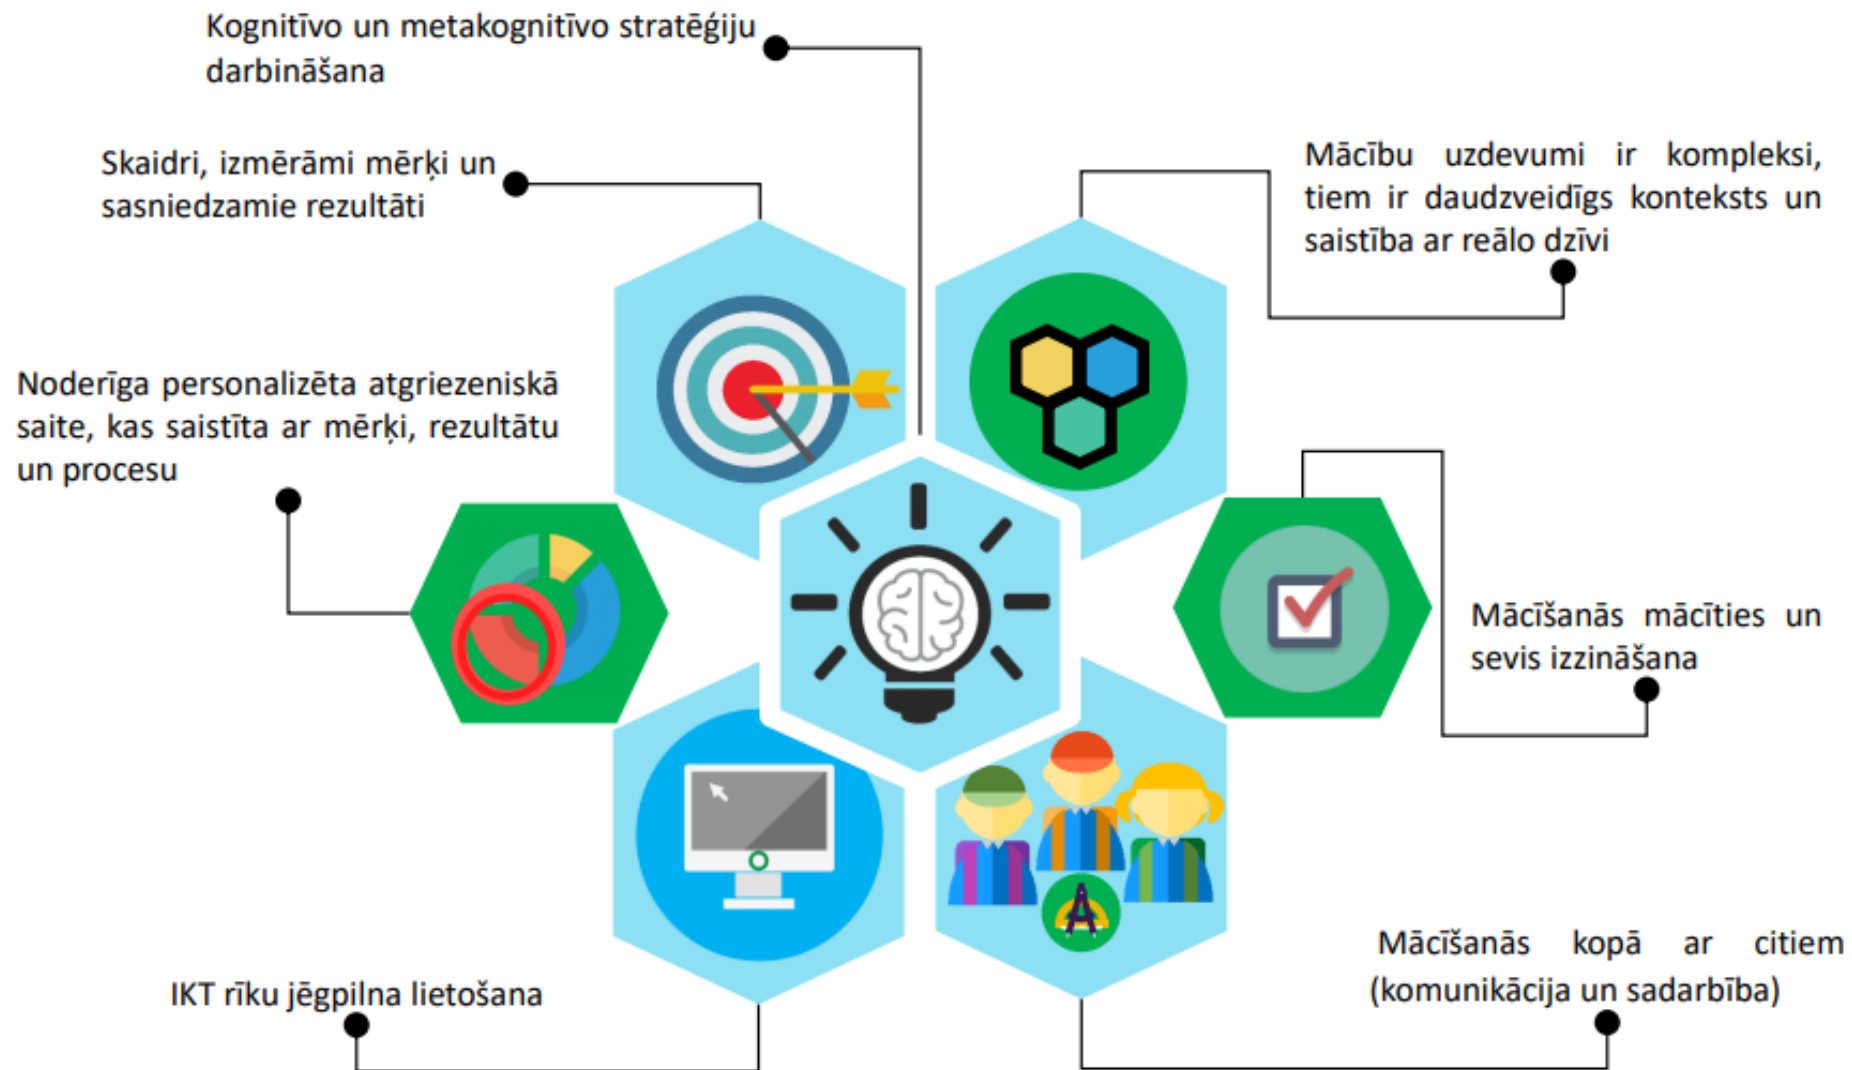 Kognitīvo un metakognitīvo stratēģiju
darbināšana
Skaidri, izmērāmi mērķi un
sasniedzamie rezultāti
Mācību uzdevumi ir kompleksi,
tiem ir daudzveidīgs konteksts un
saistība ar reālo dzīvi
Noderīga personalizēta atgriezeniskā
saite, kas saistīta ar mērķi, rezultātu
un procesu
Mācīšanās mācīties un
sevis izzināšana
IKT rīku jēgpilna lietošana
Mācīšanās kopā ar citiem
(komunikācija un sadarbība)